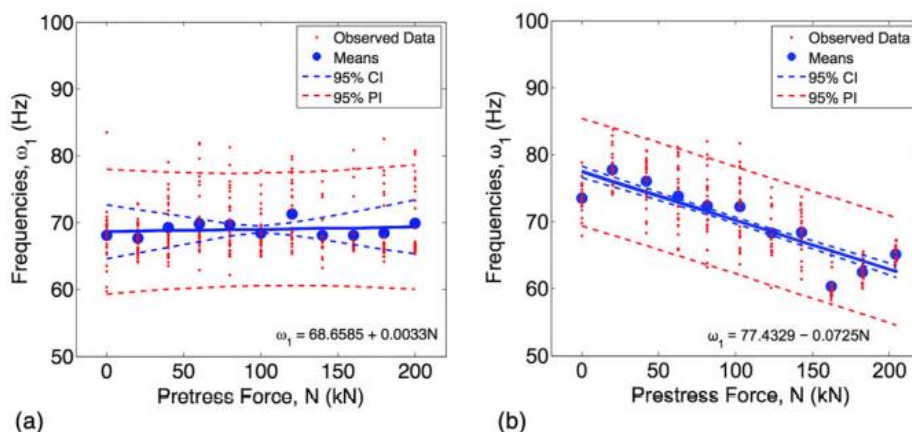 100
90
80
70
60
50
Frequencies, ω₁ (Hz)
Observed Data
Means
95% CI
95% PI
ω₁ = 68.6585 + 0.0033N
0 50 100 150 200
Pretress Force, N (kN)
(a)
100
90
80
70
60
50
Frequencies, ω₁ (Hz)
Observed Data
Means
95% CI
95% PI
ω₁ = 77.4329 − 0.0725N
0 50 100 150 200
Prestress Force, N (kN)
(b)